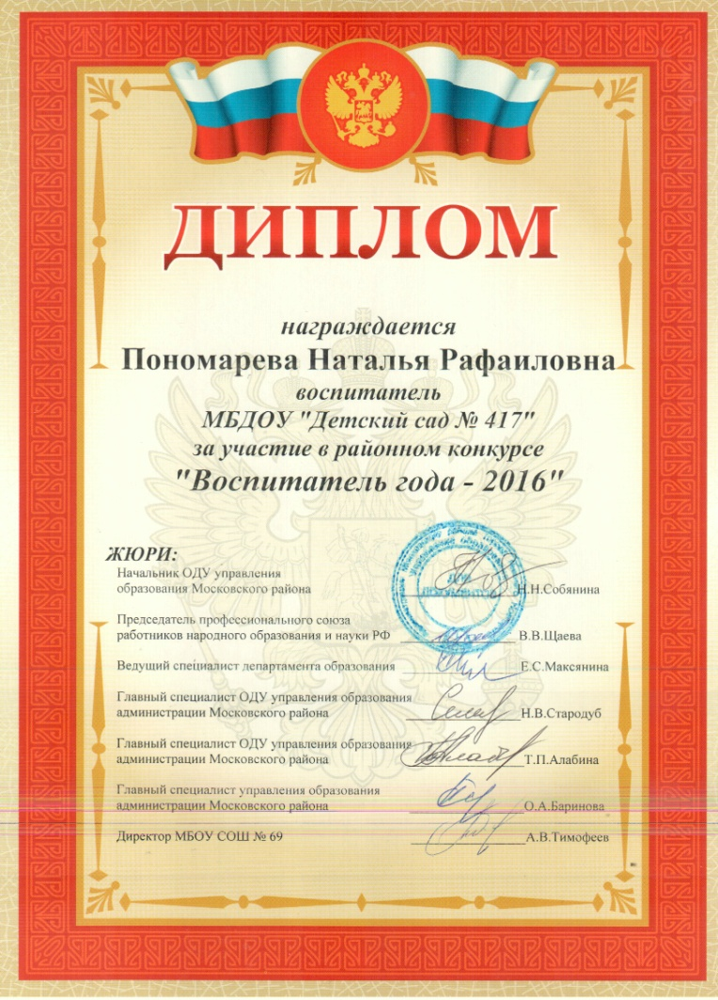 ДИПЛОМ
награждается
Пономарева Наталья Рафаиловна
воспитатель
МБДОУ "Детский сад № 417"
за участие в районном конкурсе
"Воспитатель года - 2016"
ЖЮРИ:
Начальник ОДУ управления
образования Московского района Н.Н.Собянина
Председатель профессионального союза
работников народного образования и науки РФ В.В.Щаева
Ведущий специалист департамента образования Е.С.Максянина
Главный специалист ОДУ управления образования
администрации Московского района Н.В.Стародуб
Главный специалист ОДУ управления образования
администрации Московского района Т.П.Алабина
Главный специалист управления образования
администрации Московского района О.А.Баринова
Директор МБОУ СОШ № 69 А.В.Тимофеев